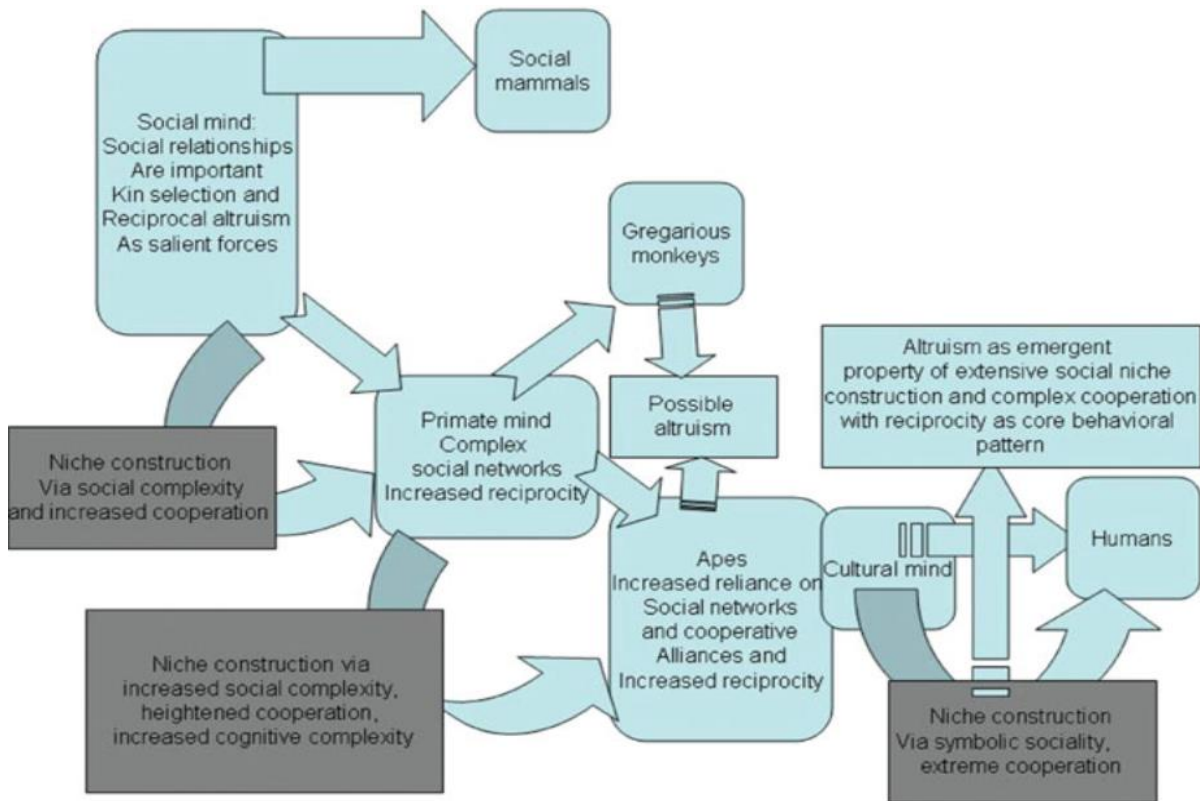 Social
mammals
Social mind:
Social relationships
Are important
Kin selection and
Reciprocal altruism
As salient forces
Gregarious
monkeys
Altruism as emergent
property of extensive social niche
construction and complex cooperation
with reciprocity as core behavioral
pattern
Possible
altruism
Primate mind
Complex
social networks
Increased reciprocity
Niche construction
Via social complexity
and increased cooperation
Humans
Cultural mind
Apes
Increased reliance on
Social networks
and cooperative
Alliances and
Increased reciprocity
Niche construction via
increased social complexity,
heightened cooperation,
increased cognitive complexity
Niche construction
Via symbolic sociality,
extreme cooperation